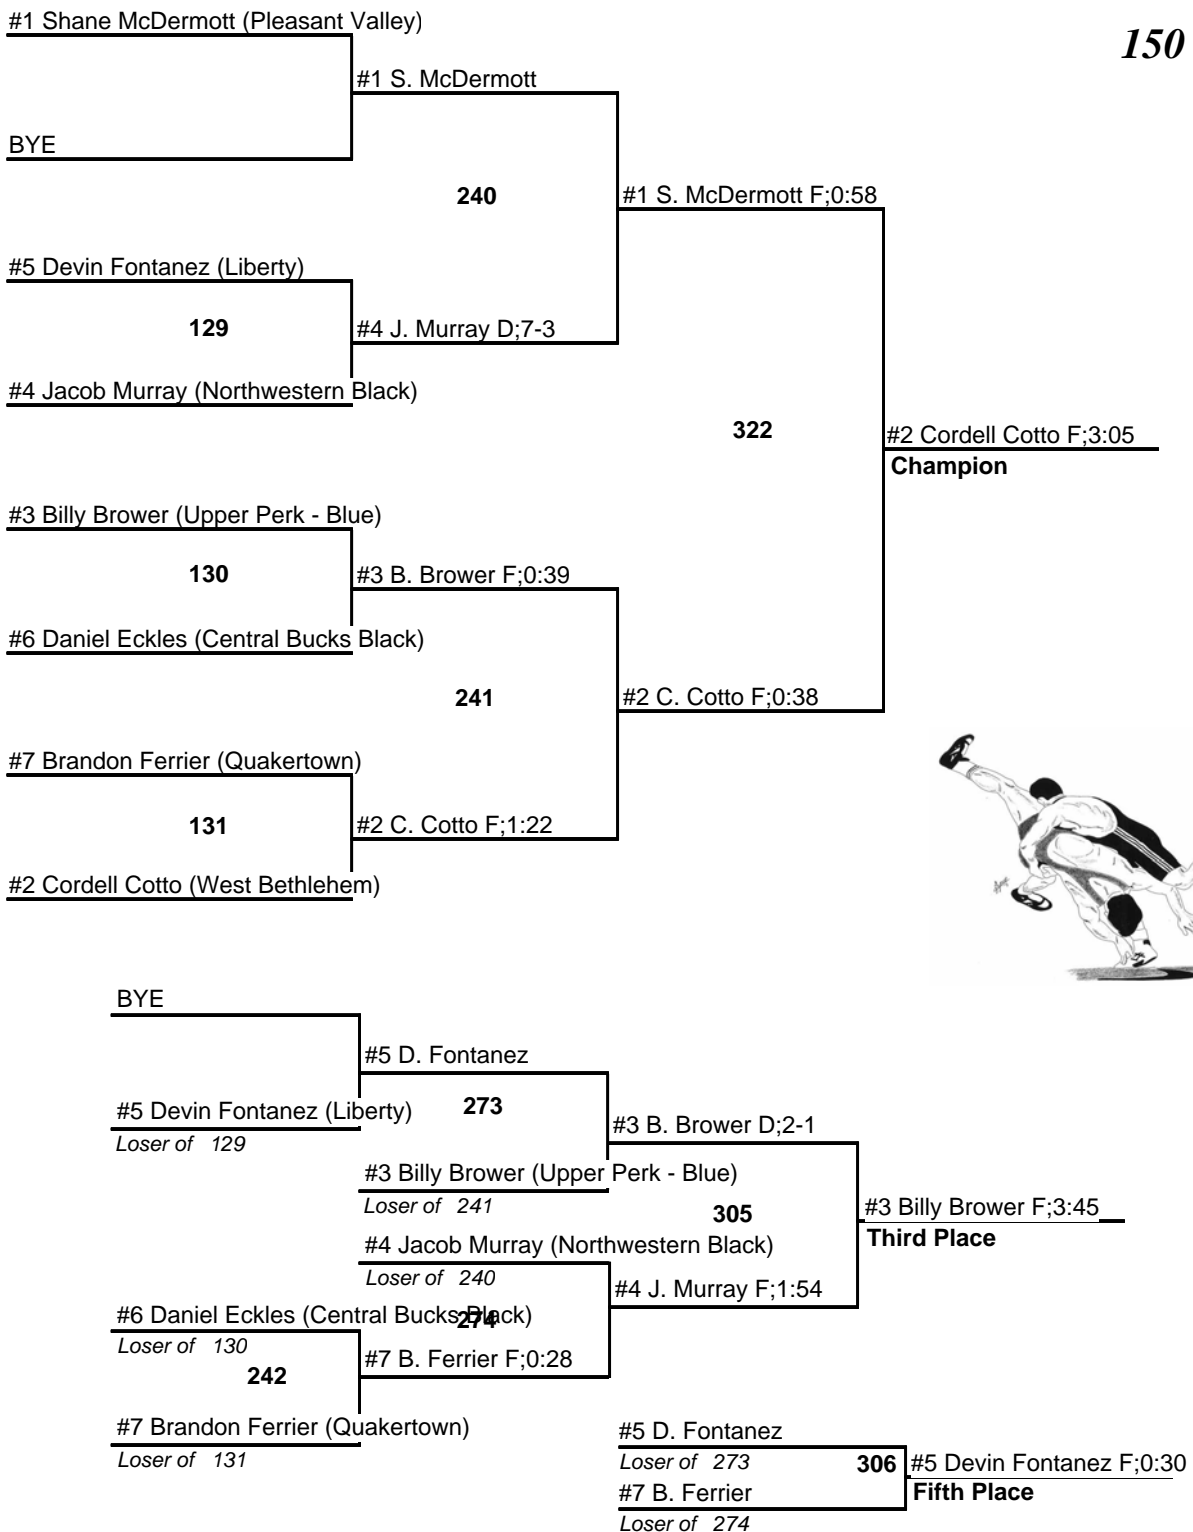 #1 Shane McDermott (Pleasant Valley)
150
#1 S. McDermott
BYE
240
#1 S. McDermott F;0:58
#5 Devin Fontanez (Liberty)
129
#4 J. Murray D;7-3
#4 Jacob Murray (Northwestern Black)
322
#2 Cordell Cotto F;3:05
Champion
#3 Billy Brower (Upper Perk - Blue)
130
#3 B. Brower F;0:39
#6 Daniel Eckles (Central Bucks Black)
241
#2 C. Cotto F;0:38
#7 Brandon Ferrier (Quakertown)
131
#2 C. Cotto F;1:22
#2 Cordell Cotto (West Bethlehem)
BYE
#5 D. Fontanez
#5 Devin Fontanez (Liberty)
273
Loser of 129
#3 B. Brower D;2-1
#3 Billy Brower (Upper Perk - Blue)
Loser of 241
305
#3 Billy Brower F;3:45
Third Place
#4 Jacob Murray (Northwestern Black)
Loser of 240
#4 J. Murray F;1:54
#6 Daniel Eckles (Central Bucks Black)
274
Loser of 130
242
#7 B. Ferrier F;0:28
#7 Brandon Ferrier (Quakertown)
Loser of 131
#5 D. Fontanez
Loser of 273
306
#5 Devin Fontanez F;0:30
Fifth Place
#7 B. Ferrier
Loser of 274